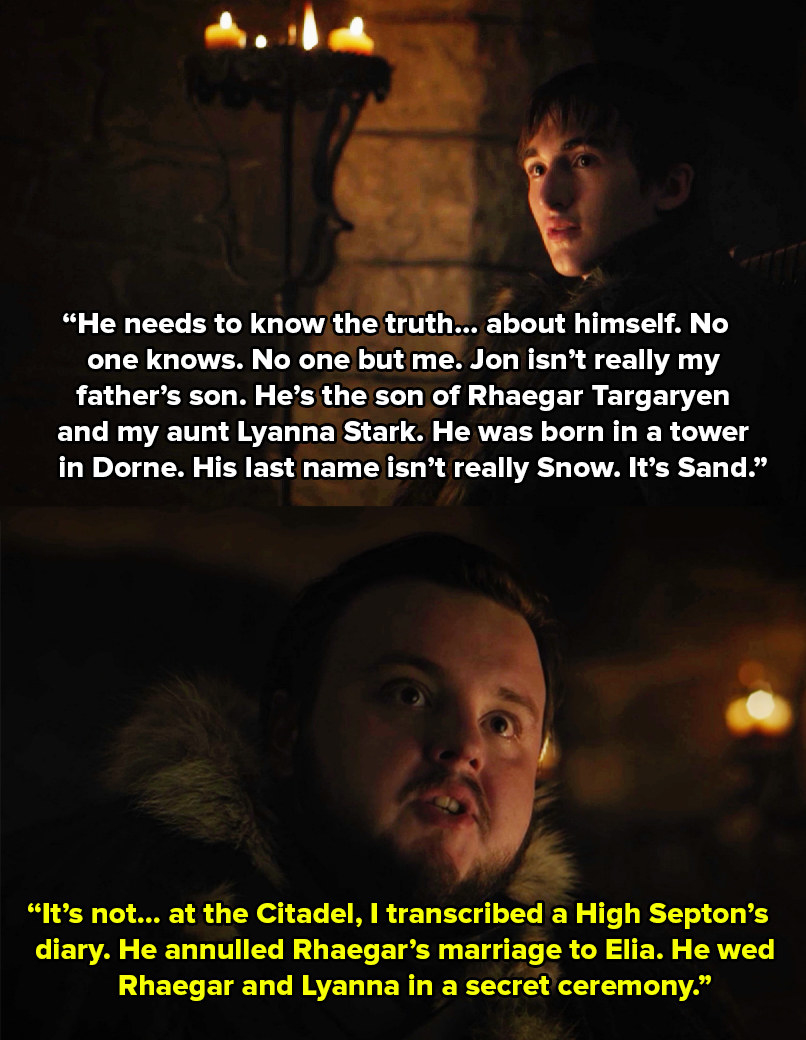 “He needs to know the truth... about himself. No
one knows. No one but me. Jon isn’t really my
father’s son. He’s the son of Rhaegar Targaryen
and my aunt Lyanna Stark. He was born in a tower
in Dorne. His last name isn’t really Snow. It’s Sand.”
“It’s not... at the Citadel, I transcribed a High Septon’s
diary. He annulled Rhaegar’s marriage to Elia. He wed
Rhaegar and Lyanna in a secret ceremony.”